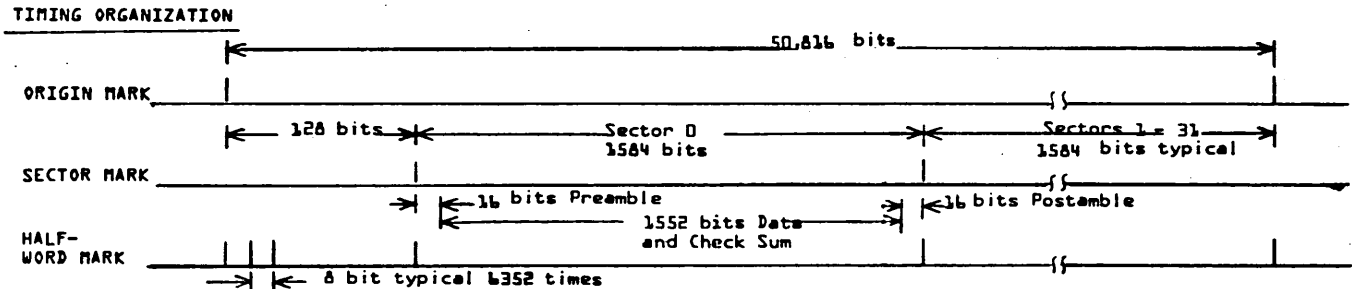 TIMING ORGANIZATION
50,816 bits
ORIGIN MARK
128 bits
Sector 0
1584 bits
Sectors 1 - 31
1584 bits typical
SECTOR MARK
16 bits Preamble
16 bits Postamble
1552 bits Data
and Check Sum
HALF-
WORD MARK
8 bit typical 6352 times